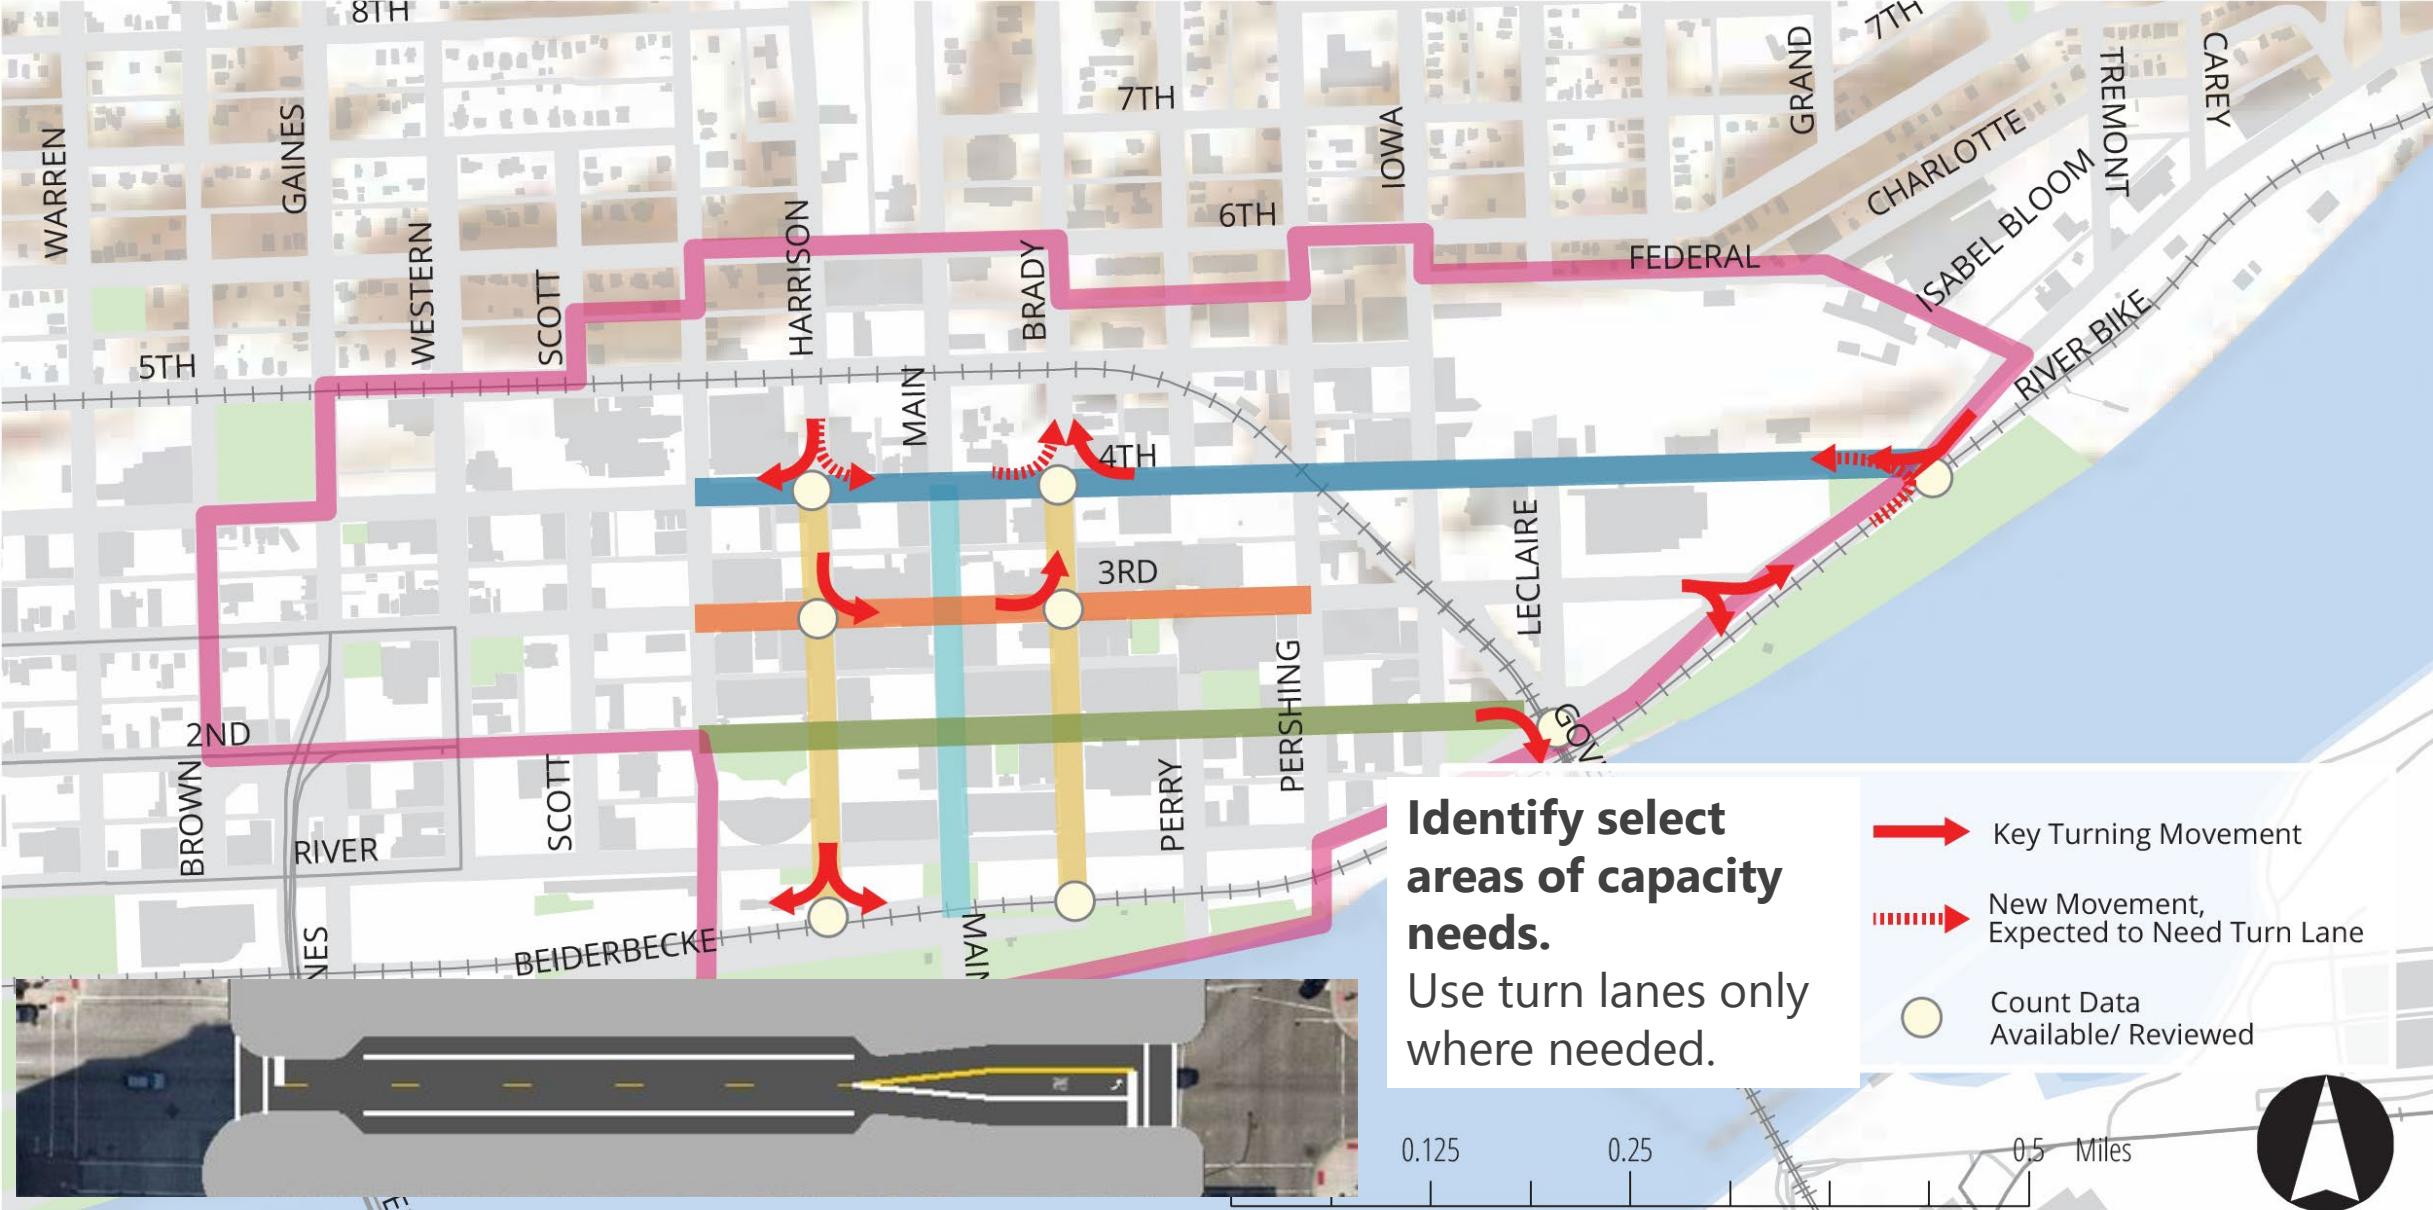 8TH
7TH
GRAND
TREMONT
CAREY
7TH
WARREN
GAINES
IOWA
CHARLOTTE
6TH
HARRISON
WESTERN
SCOTT
BRADY
FEDERAL
ISABEL BLOOM
RIVER BIKE
5TH
MAIN
4TH
3RD
LECLAIRE
PERSHING
2ND
GOV
BROWN
SCOTT
PERRY
RIVER
BEIDERBECKE
MAIN
NES
Identify select
areas of capacity
needs.
Use turn lanes only
where needed.
Key Turning Movement
New Movement,
Expected to Need Turn Lane
Count Data
Available/ Reviewed
0.125
0.25
0.5 Miles